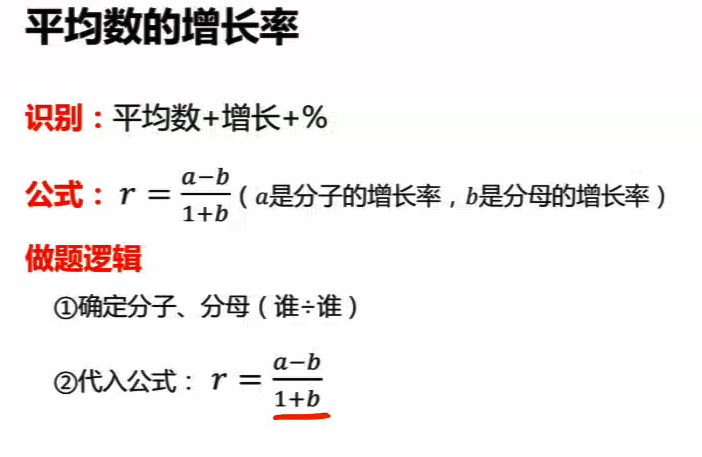 平均数的增长率
识别：平均数+增长+%
公式：r = a−b / 1+b（a是分子的增长率，b是分母的增长率）
做题逻辑
①确定分子、分母（谁÷谁）
②代入公式：r = a−b / 1+b